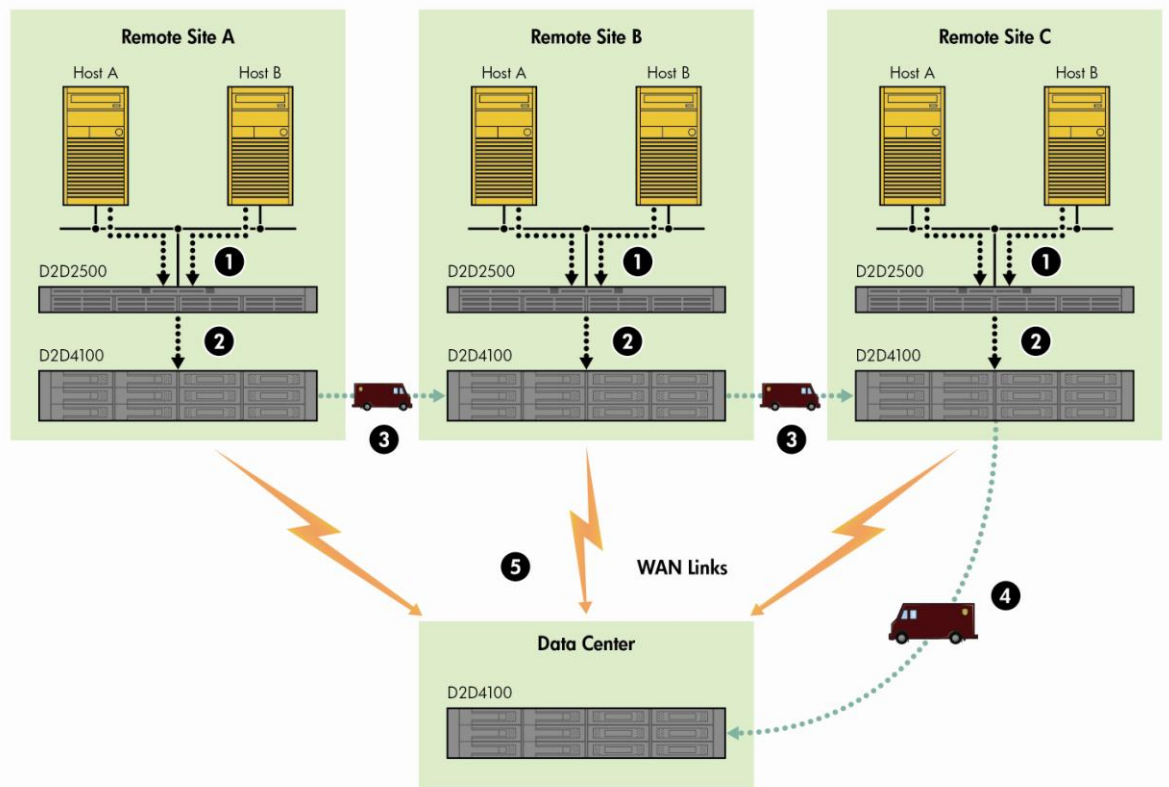 Remote Site A
Host A
Host B
1
D2D2500
2
D2D4100
3
Remote Site B
Host A
Host B
1
D2D2500
2
D2D4100
3
Remote Site C
Host A
Host B
1
D2D2500
2
D2D4100
5
WAN Links
4
Data Center
D2D4100